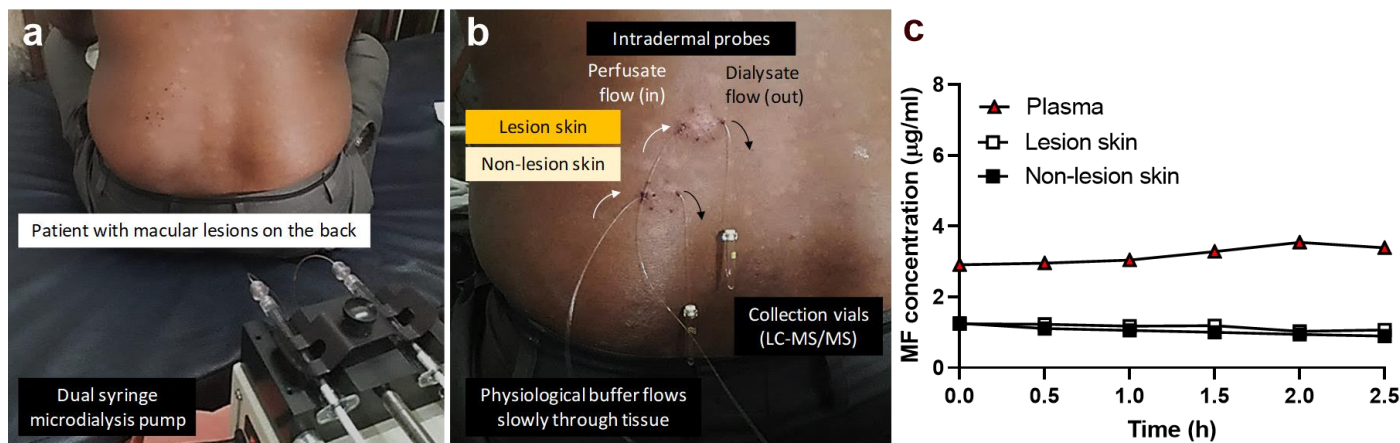 a
Patient with macular lesions on the back
Dual syringe
microdialysis pump
b
Intradermal probes
Perfusate
flow (in)
Dialysate
flow (out)
Lesion skin
Non-lesion skin
Collection vials
(LC-MS/MS)
Physiological buffer flows
slowly through tissue
c
MF concentration (µg/ml)
8
6
4
2
0
Plasma
Lesion skin
Non-lesion skin
0.0 0.5 1.0 1.5 2.0 2.5
Time (h)